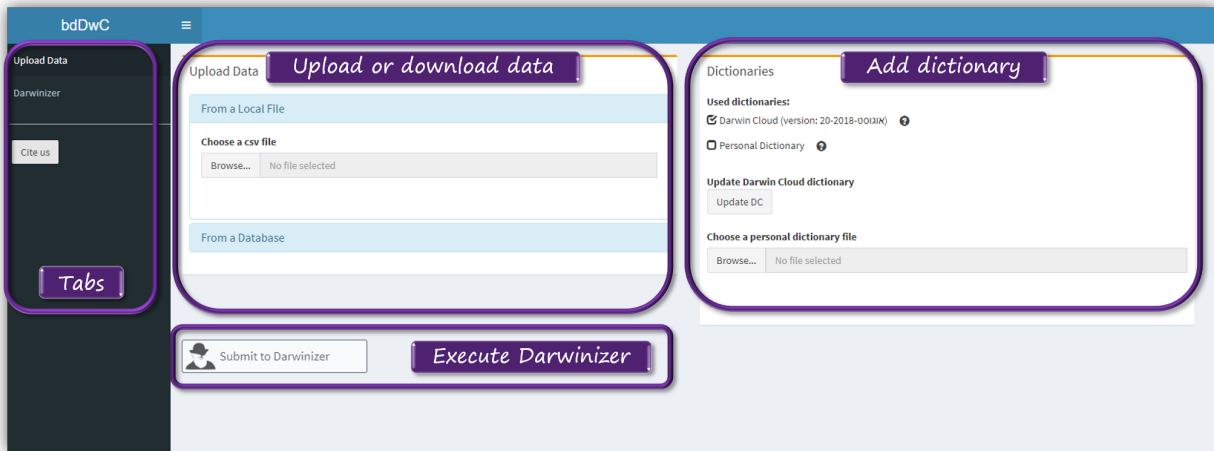 bdDwC
Upload Data
Darwinizer
Cite us
Tabs
Upload Data
Upload or download data
From a Local File
Choose a csv file
Browse... No file selected
From a Database
Submit to Darwinizer
Execute Darwinizer
Dictionaries
Add dictionary
Used dictionaries:
Darwin Cloud (version: 20-2018-אוגוסט)
Personal Dictionary
Update Darwin Cloud dictionary
Update DC
Choose a personal dictionary file
Browse... No file selected